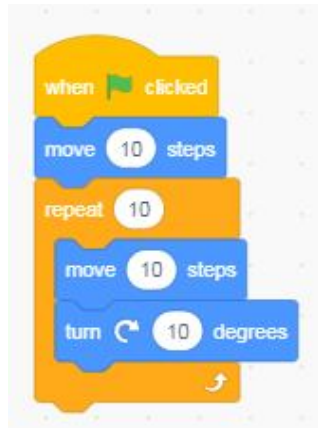 when clicked
move 10 steps
repeat 10
move 10 steps
turn 10 degrees